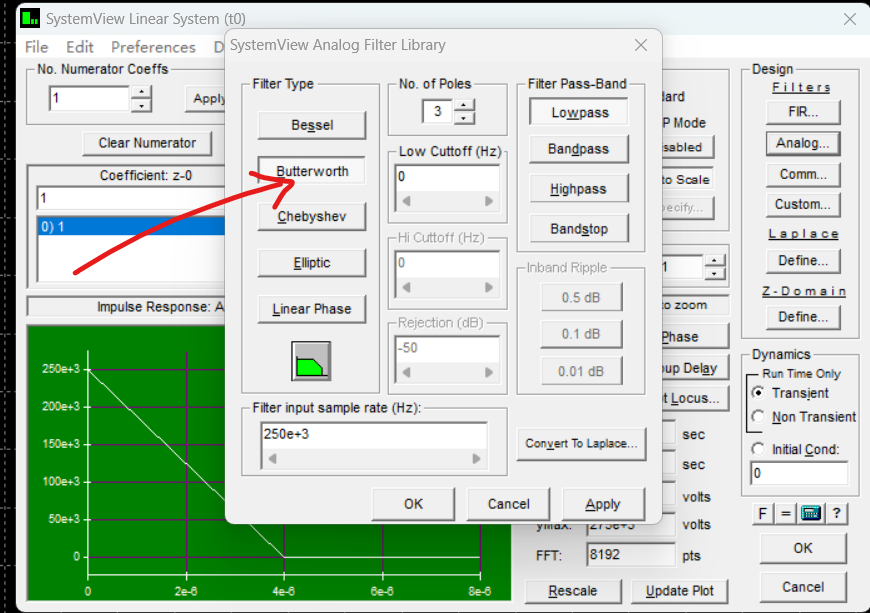 SystemView Linear System (t0)
File Edit Preferences D
No. Numerator Coeffs
1
Apply
Clear Numerator
Coefficient: z-0
1
0) 1
Impulse Response: A
250e+3
200e+3
150e+3
100e+3
50e+3
0
0 2e-6 4e-6 6e-6 8e-6
SystemView Analog Filter Library
Filter Type
Bessel
Butterworth
Chebyshev
Elliptic
Linear Phase
No. of Poles
3
Low Cuttoff (Hz)
0
Hi Cuttoff (Hz)
0
Rejection (dB)
-50
Filter Pass-Band
Lowpass
Bandpass
Highpass
Bandstop
Inband Ripple
0.5 dB
0.1 dB
0.01 dB
Filter input sample rate (Hz):
250e+3
Convert To Laplace...
OK Cancel Apply
dard
P Mode
sabled
to Scale
pecify...
1
to zoom
Phase
oup Delay
t Locus...
sec
sec
volts
275e+3 volts
FFT: 8192 pts
Rescale Update Plot
Design
Filters
FIR...
Analog...
Comm...
Custom...
Laplace
Define...
Z-Domain
Define...
Dynamics
Run Time Only
Transient
Non Transient
Initial Cond:
0
F = ?
OK
Cancel